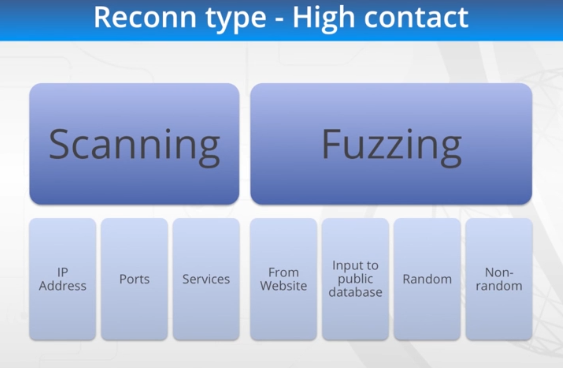 Reconn type - High contact
Scanning
Fuzzing
IP
Address
Ports
Services
From
Website
Input to
public
database
Random
Non-
random